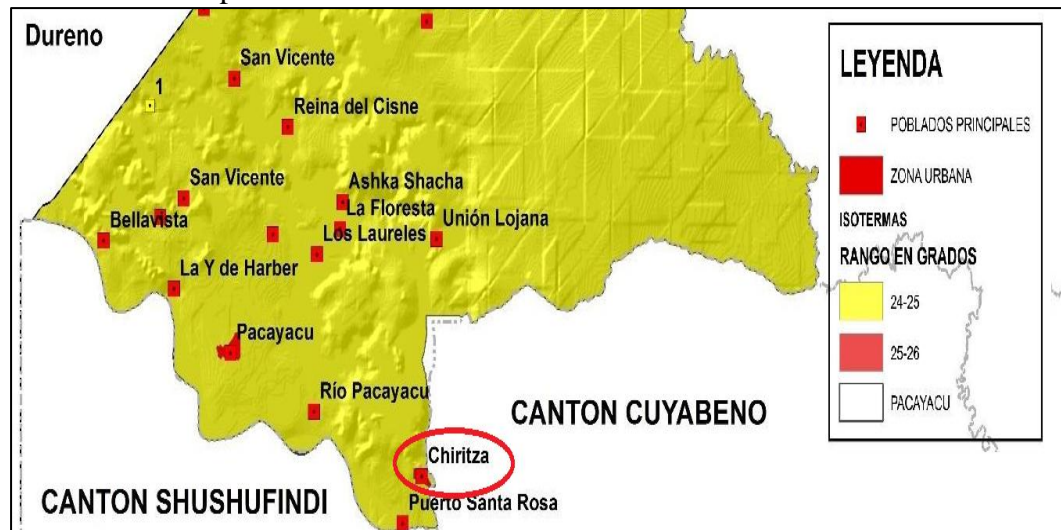 Dureno
San Vicente
1
Reina del Cisne
San Vicente
Ashka Shacha
La Floresta
Bellavista
Unión Lojana
Los Laureles
La Y de Harber
Pacayacu
Río Pacayacu
CANTON CUYABENO
Chiritza
CANTON SHUSHUFINDI
Puerto Santa Rosa
LEYENDA
POBLADOS PRINCIPALES
ZONA URBANA
ISOTERMAS
RANGO EN GRADOS
24-25
25-26
PACAYACU